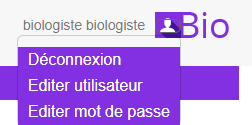 biologiste biologiste Bio
Déconnexion
Editer utilisateur
Editer mot de passe